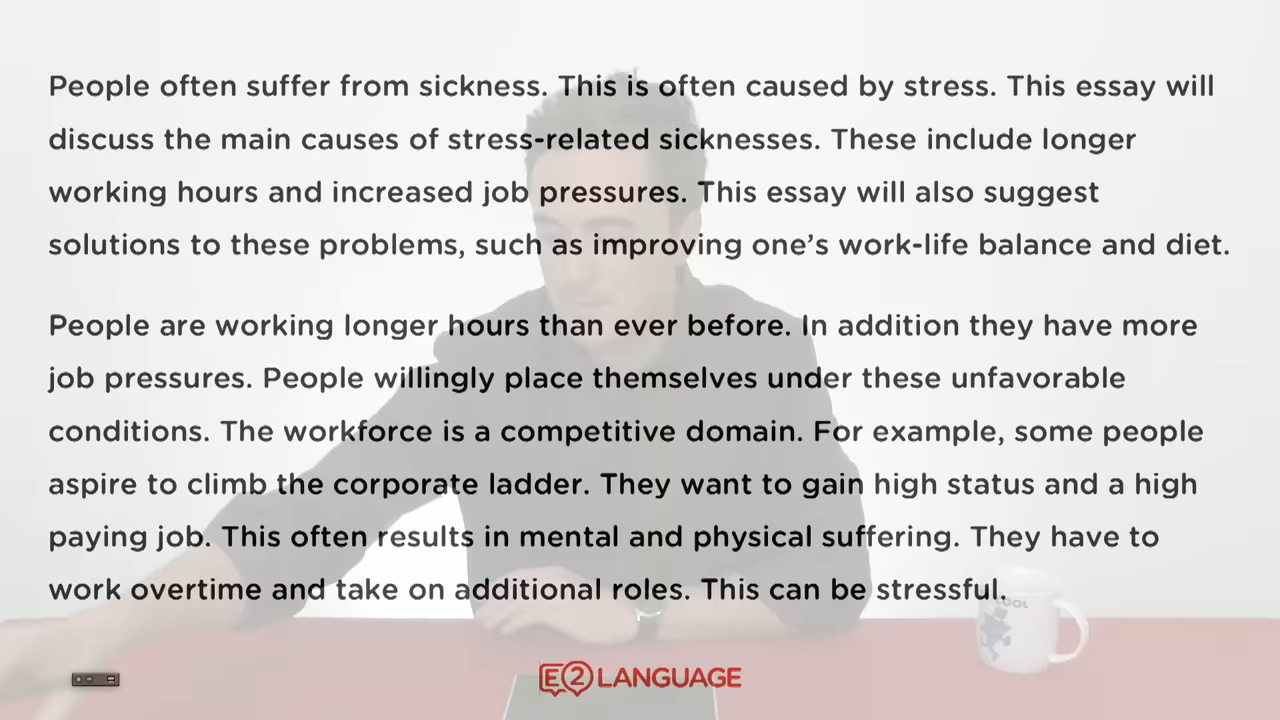 People often suffer from sickness. This is often caused by stress. This essay will
discuss the main causes of stress-related sicknesses. These include longer
working hours and increased job pressures. This essay will also suggest
solutions to these problems, such as improving one’s work-life balance and diet.
People are working longer hours than ever before. In addition they have more
job pressures. People willingly place themselves under these unfavorable
conditions. The workforce is a competitive domain. For example, some people
aspire to climb the corporate ladder. They want to gain high status and a high
paying job. This often results in mental and physical suffering. They have to
work overtime and take on additional roles. This can be stressful.
E2 LANGUAGE